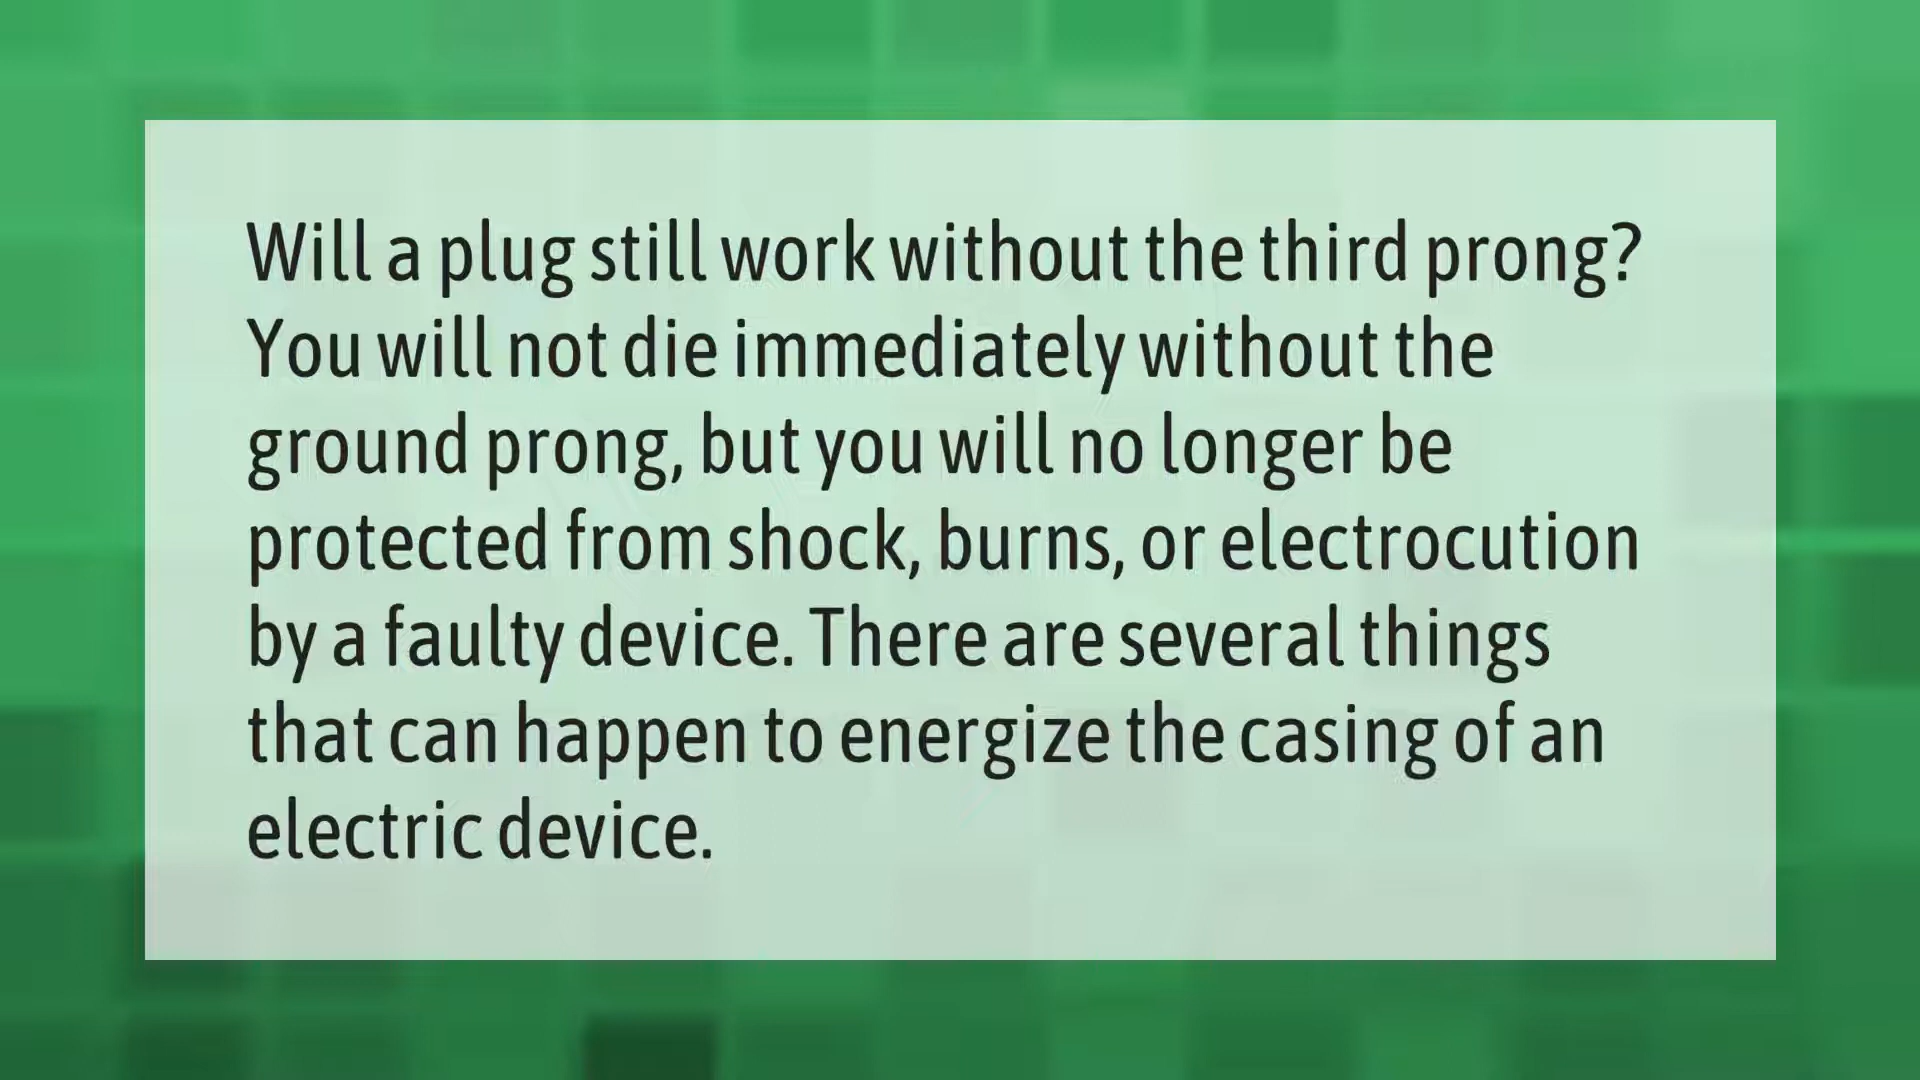 Will a plug still work without the third prong?
You will not die immediately without the
ground prong, but you will no longer be
protected from shock, burns, or electrocution
by a faulty device. There are several things
that can happen to energize the casing of an
electric device.